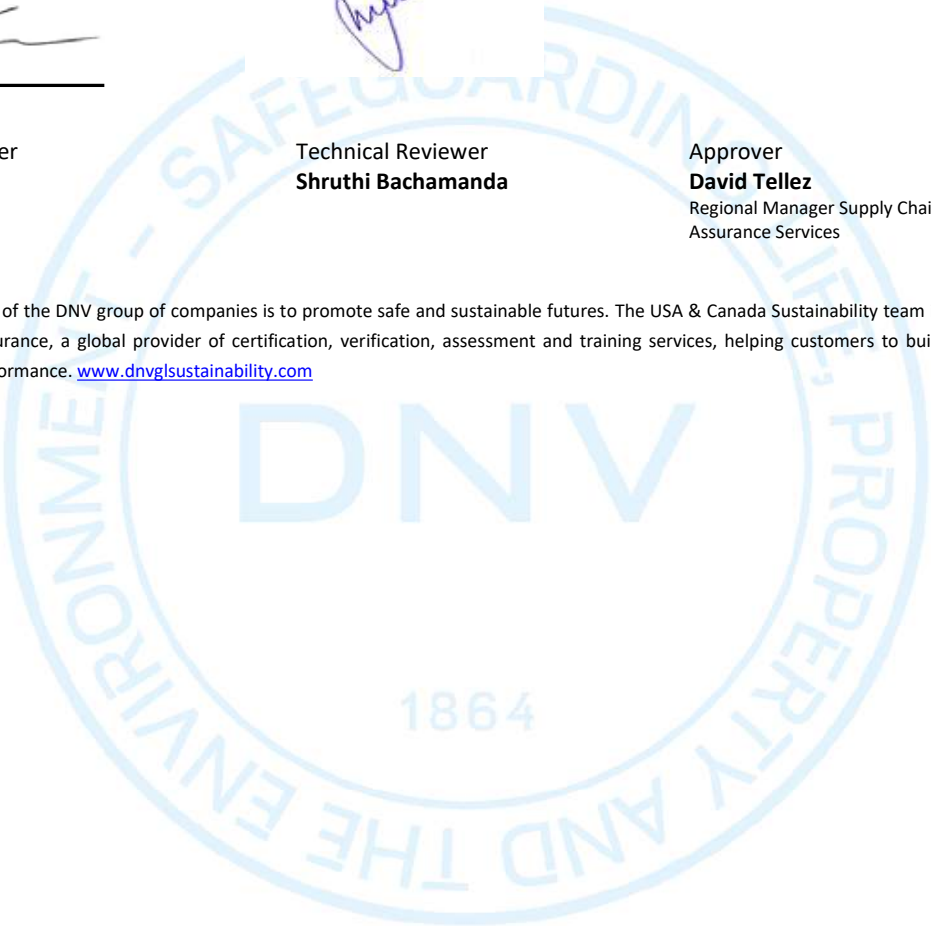 er
Technical Reviewer
Approver
Shruthi Bachamanda
David Tellez
Regional Manager Supply Chai
Assurance Services
of the DNV group of companies is to promote safe and sustainable futures. The USA & Canada Sustainability team
urance, a global provider of certification, verification, assessment and training services, helping customers to bui
ormance. www.dnvglsustainability.com
SAFEGUARDING LIFE, PROPERTY AND THE ENVIRONMENT -
DNV
1864